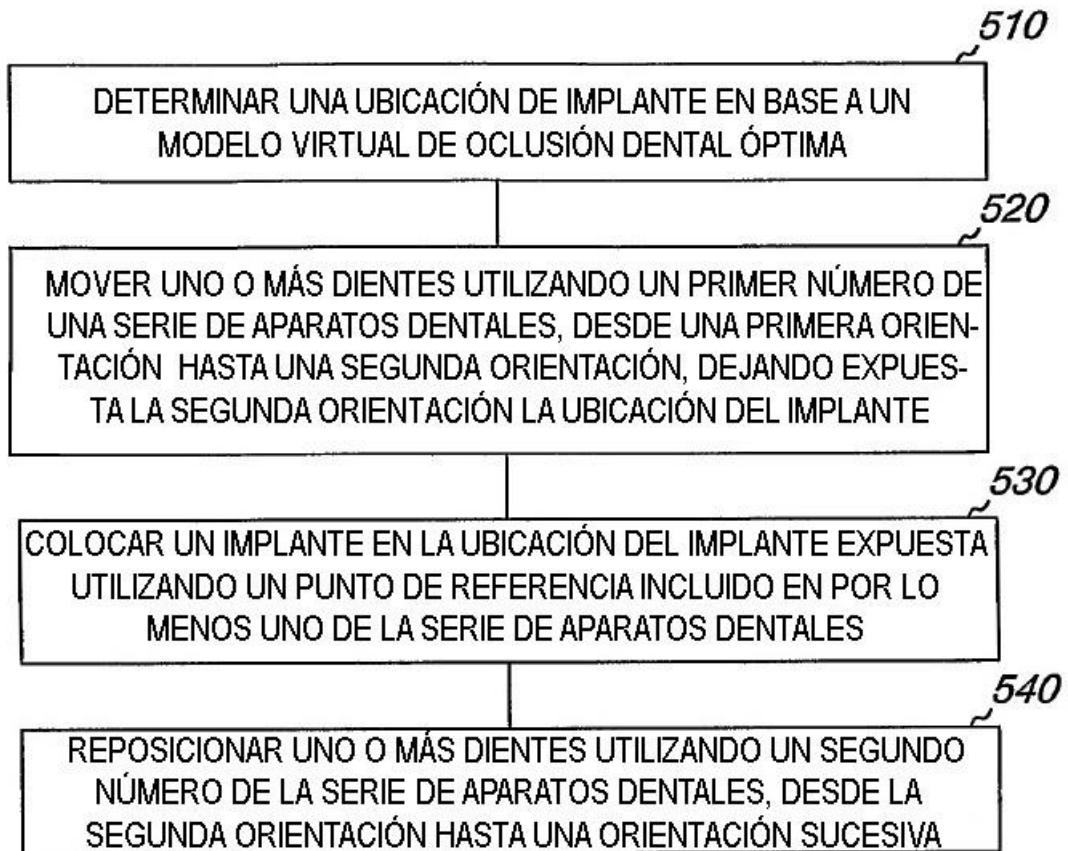 510
DETERMINAR UNA UBICACIÓN DE IMPLANTE EN BASE A UN
MODELO VIRTUAL DE OCLUSIÓN DENTAL ÓPTIMA
520
MOVER UNO O MÁS DIENTES UTILIZANDO UN PRIMER NÚMERO DE
UNA SERIE DE APARATOS DENTALES, DESDE UNA PRIMERA ORIEN-
TACIÓN HASTA UNA SEGUNDA ORIENTACIÓN, DEJANDO EXPUES-
TA LA SEGUNDA ORIENTACIÓN LA UBICACIÓN DEL IMPLANTE
530
COLOCAR UN IMPLANTE EN LA UBICACIÓN DEL IMPLANTE EXPUESTA
UTILIZANDO UN PUNTO DE REFERENCIA INCLUIDO EN POR LO
MENOS UNO DE LA SERIE DE APARATOS DENTALES
540
REPOSICIONAR UNO O MÁS DIENTES UTILIZANDO UN SEGUNDO
NÚMERO DE LA SERIE DE APARATOS DENTALES, DESDE LA
SEGUNDA ORIENTACIÓN HASTA UNA ORIENTACIÓN SUCESIVA